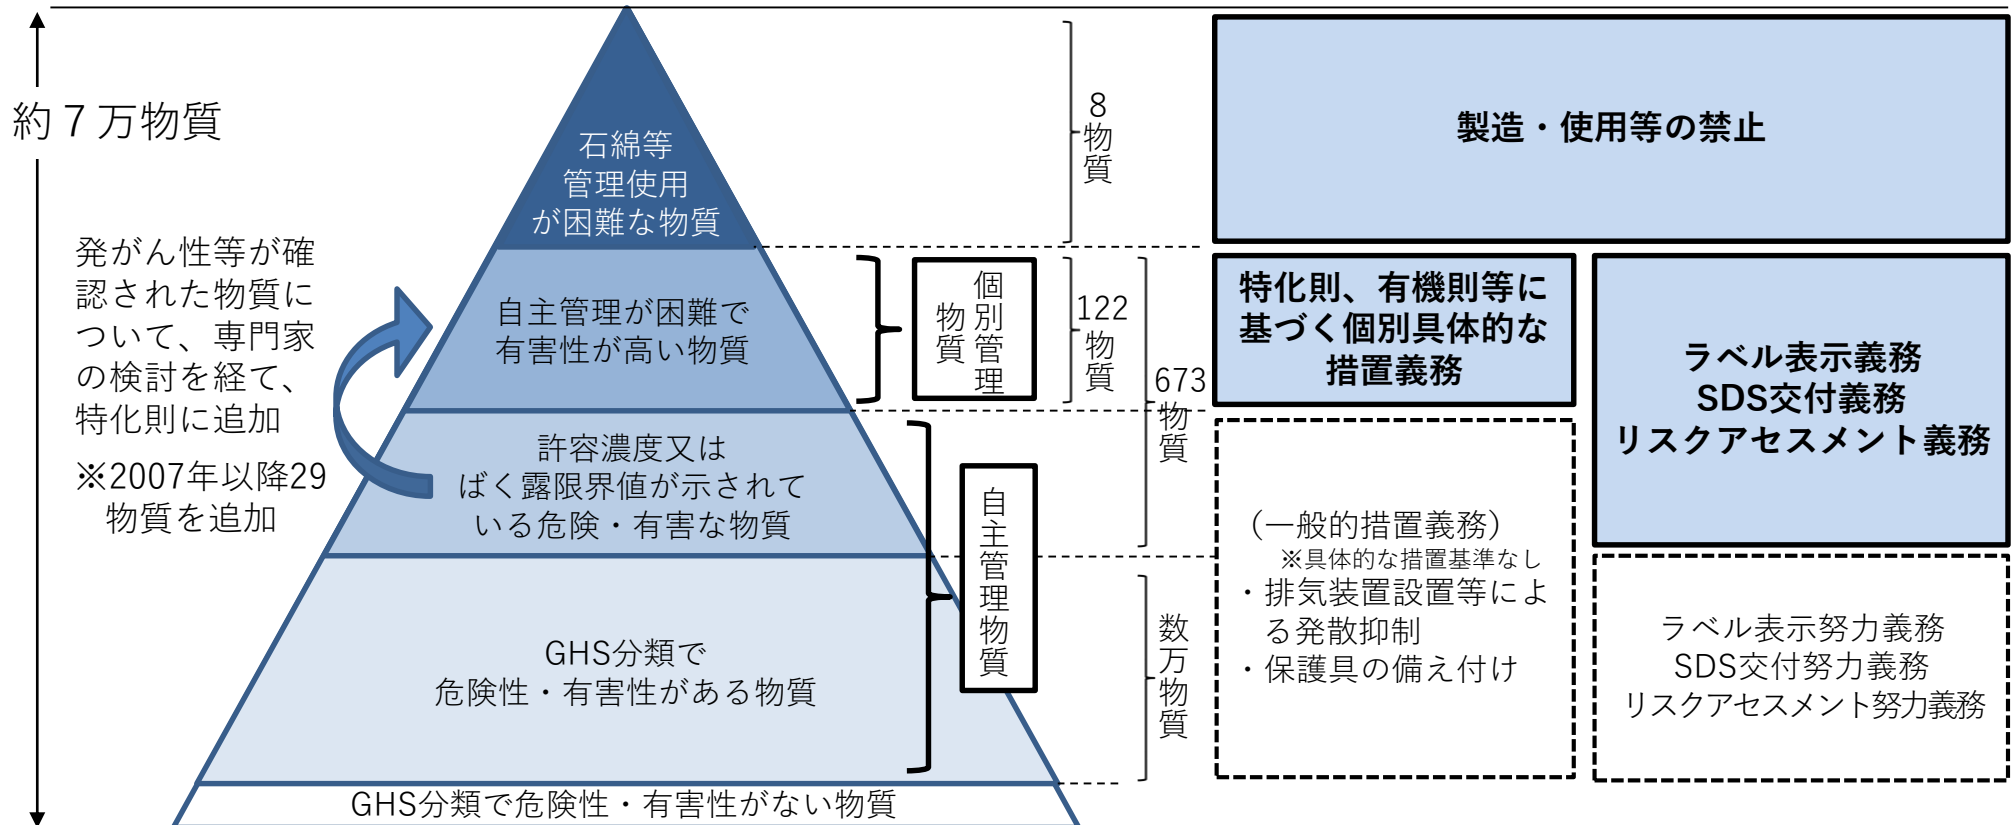 約７万物質
発がん性等が確
認された物質に
ついて、専門家
の検討を経て、
特化則に追加
※2007年以降29
物質を追加
石綿等
管理使用
が困難な物質
自主管理が困難で
有害性が高い物質
許容濃度又は
ばく露限界値が示されて
いる危険・有害な物質
GHS分類で
危険性・有害性がある物質
GHS分類で危険性・有害性がない物質
個別管理
物質
自主管理物質
8
物質
122
物質
673
物質
数万物質
製造・使用等の禁止
特化則、有機則等に
基づく個別具体的な
措置義務
ラベル表示義務
SDS交付義務
リスクアセスメント義務
（一般的措置義務）
※具体的な措置基準なし
・排気装置設置等によ
る発散抑制
・保護具の備え付け
ラベル表示努力義務
SDS交付努力義務
リスクアセスメント努力義務